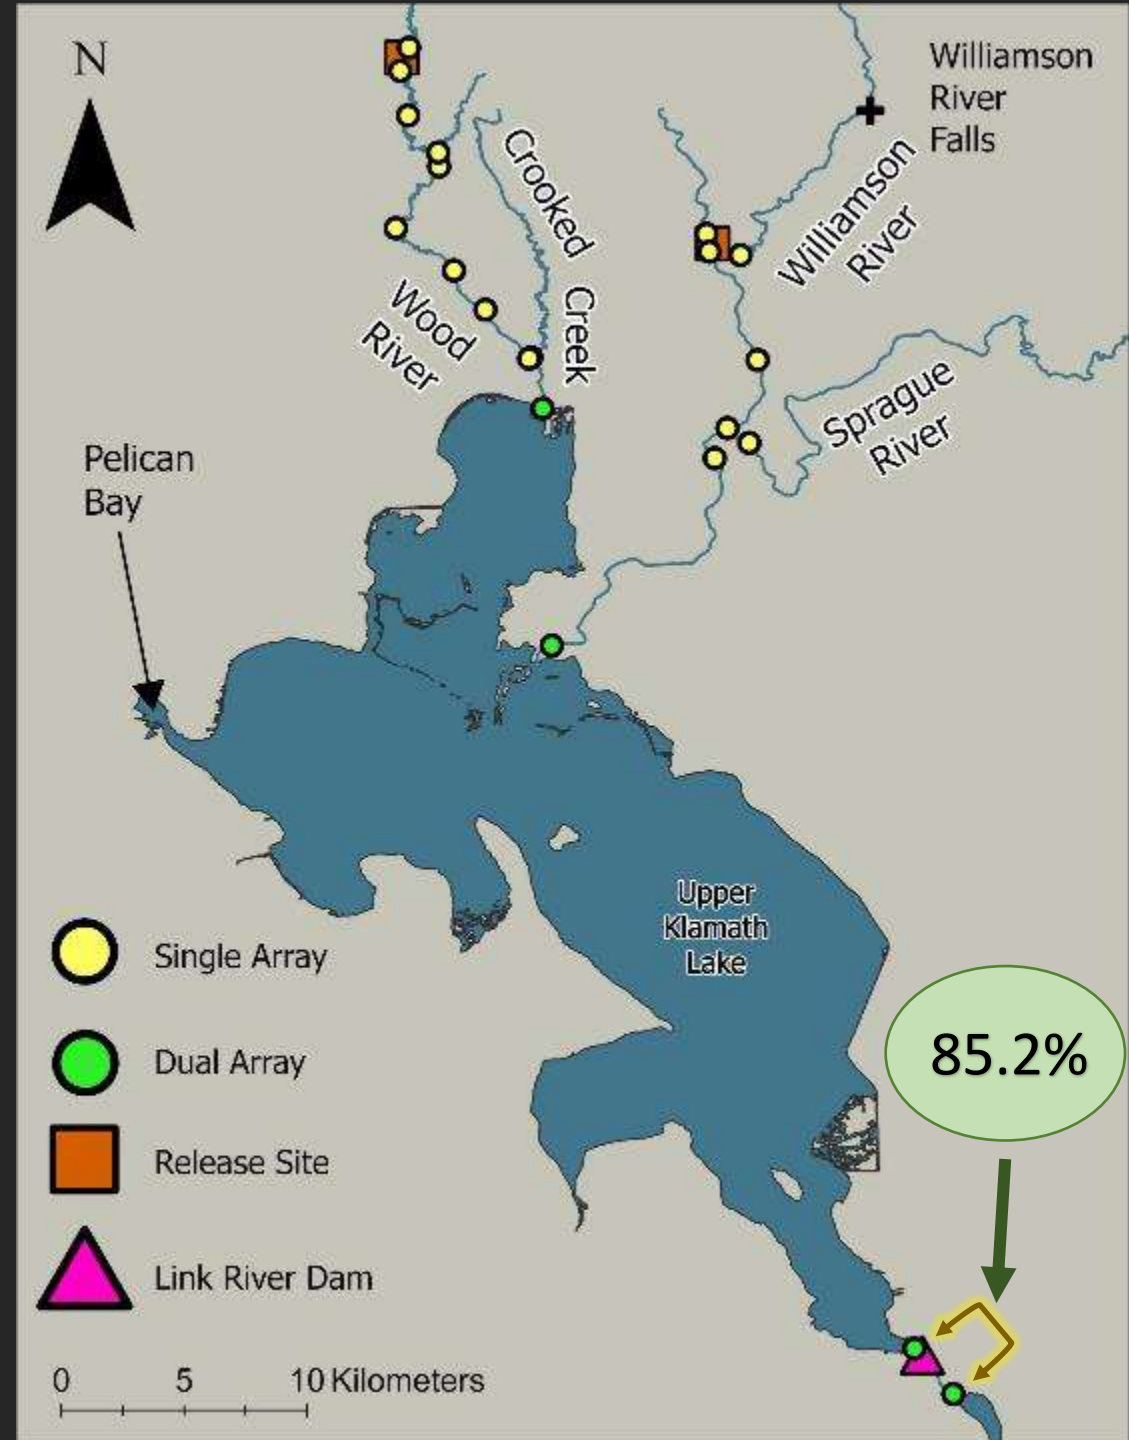 N
Williamson
River
Falls
Crooked
Creek
Williamson
River
Wood
River
Sprague
River
Pelican
Bay
Upper
Klamath
Lake
Single Array
85.2%
Dual Array
Release Site
Link River Dam
0 5 10 Kilometers